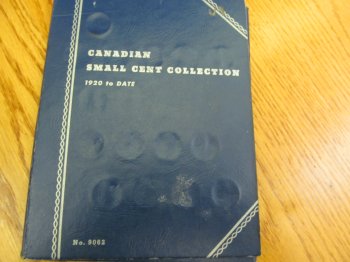 CANADIAN
SMALL CENT COLLECTION
1920 to DATE
No. 9062